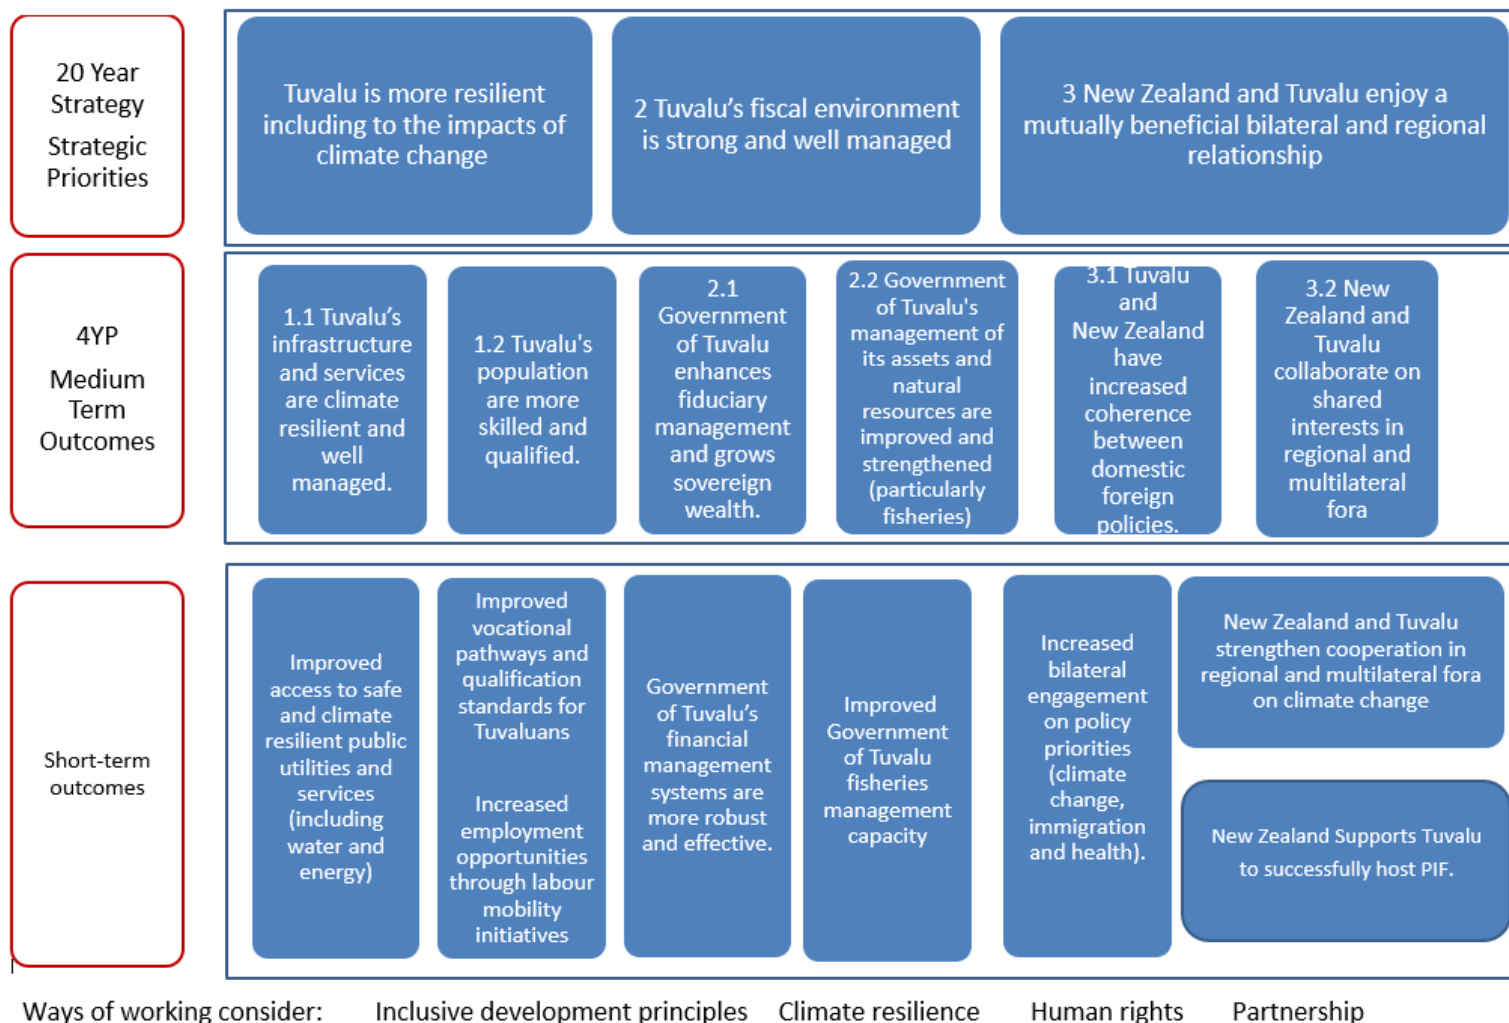 20 Year
Strategy
Strategic
Priorities
Tuvalu is more resilient
including to the impacts of
climate change
2 Tuvalu’s fiscal environment
is strong and well managed
3 New Zealand and Tuvalu enjoy a
mutually beneficial bilateral and regional
relationship
4YP
Medium
Term
Outcomes
1.1 Tuvalu’s
infrastructure
and services
are climate
resilient and
well
managed.
1.2 Tuvalu's
population
are more
skilled and
qualified.
2.1
Government
of Tuvalu
enhances
fiduciary
management
and grows
sovereign
wealth.
2.2 Government
of Tuvalu's
management of
its assets and
natural
resources are
improved and
strengthened
(particularly
fisheries)
3.1 Tuvalu
and
New Zealand
have
increased
coherence
between
domestic
foreign
policies.
3.2 New
Zealand and
Tuvalu
collaborate on
shared
interests in
regional and
multilateral
fora
Short-term
outcomes
Improved
access to safe
and climate
resilient public
utilities and
services
(including
water and
energy)
Improved
vocational
pathways and
qualification
standards for
Tuvaluans
Increased
employment
opportunities
through labour
mobility
initiatives
Government
of Tuvalu’s
financial
management
systems are
more robust
and effective.
Improved
Government
of Tuvalu
fisheries
management
capacity
Increased
bilateral
engagement
on policy
priorities
(climate
change,
immigration
and health).
New Zealand and Tuvalu
strengthen cooperation in
regional and multilateral fora
on climate change
New Zealand Supports Tuvalu
to successfully host PIF.
Ways of working consider: Inclusive development principles Climate resilience Human rights Partnership